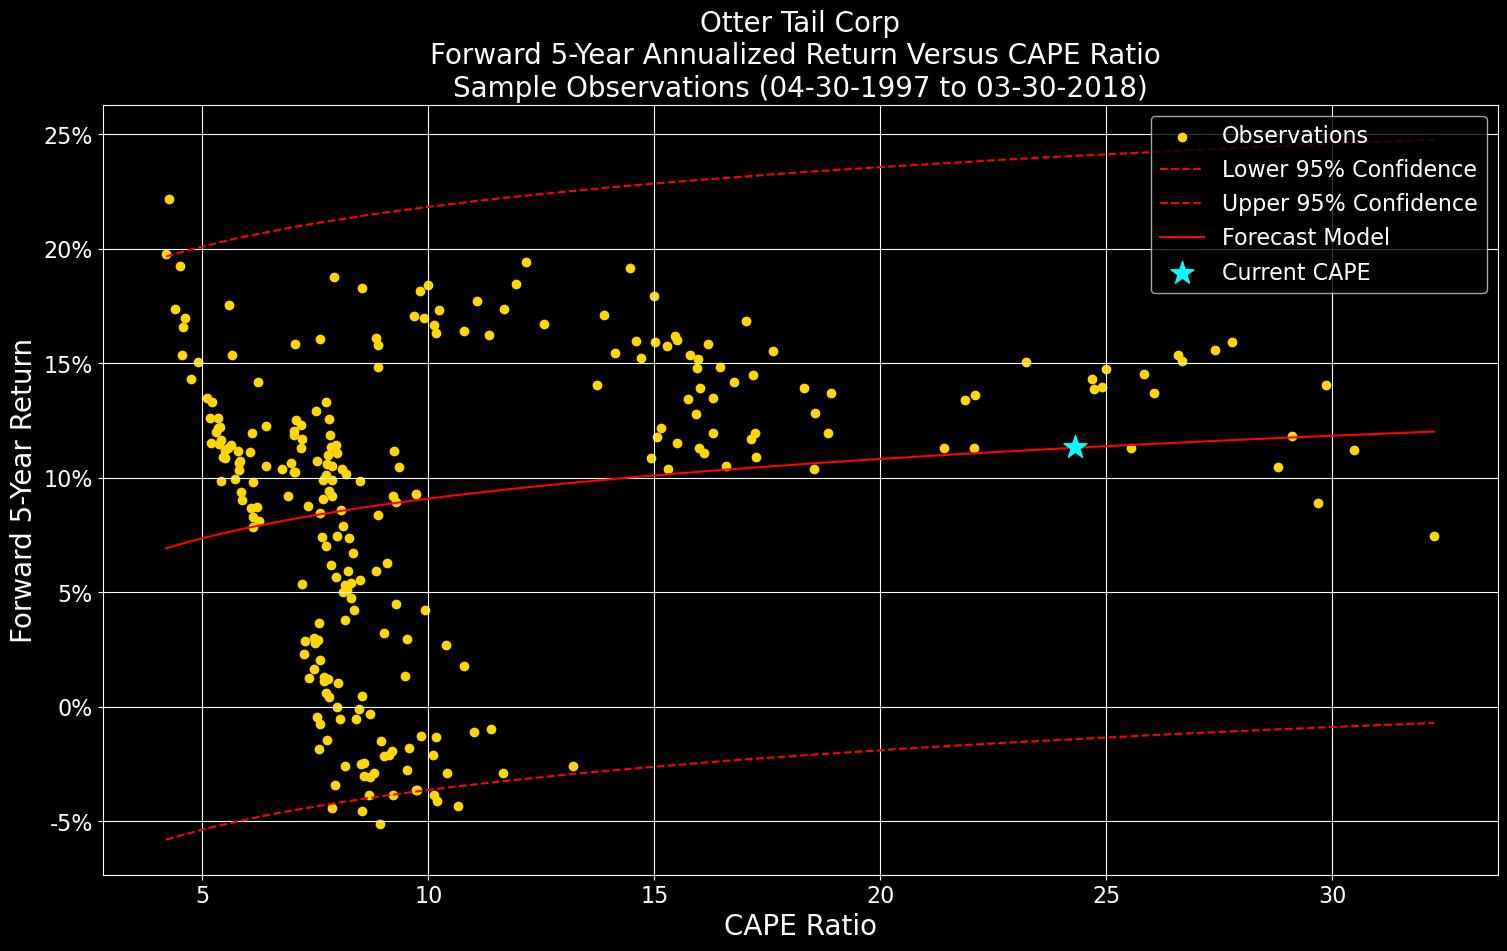 Otter Tail Corp
Forward 5-Year Annualized Return Versus CAPE Ratio
Sample Observations (04-30-1997 to 03-30-2018)
Observations
Lower 95% Confidence
Upper 95% Confidence
Forecast Model
Current CAPE
Forward 5-Year Return
25%
20%
15%
10%
5%
0%
-5%
5 10 15 20 25 30
CAPE Ratio